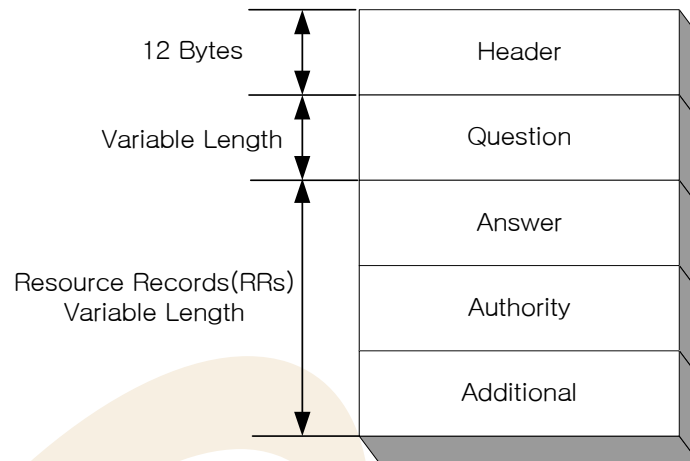 12 Bytes
Header
Variable Length
Question
Answer
Resource Records(RRs)
Variable Length
Authority
Additional